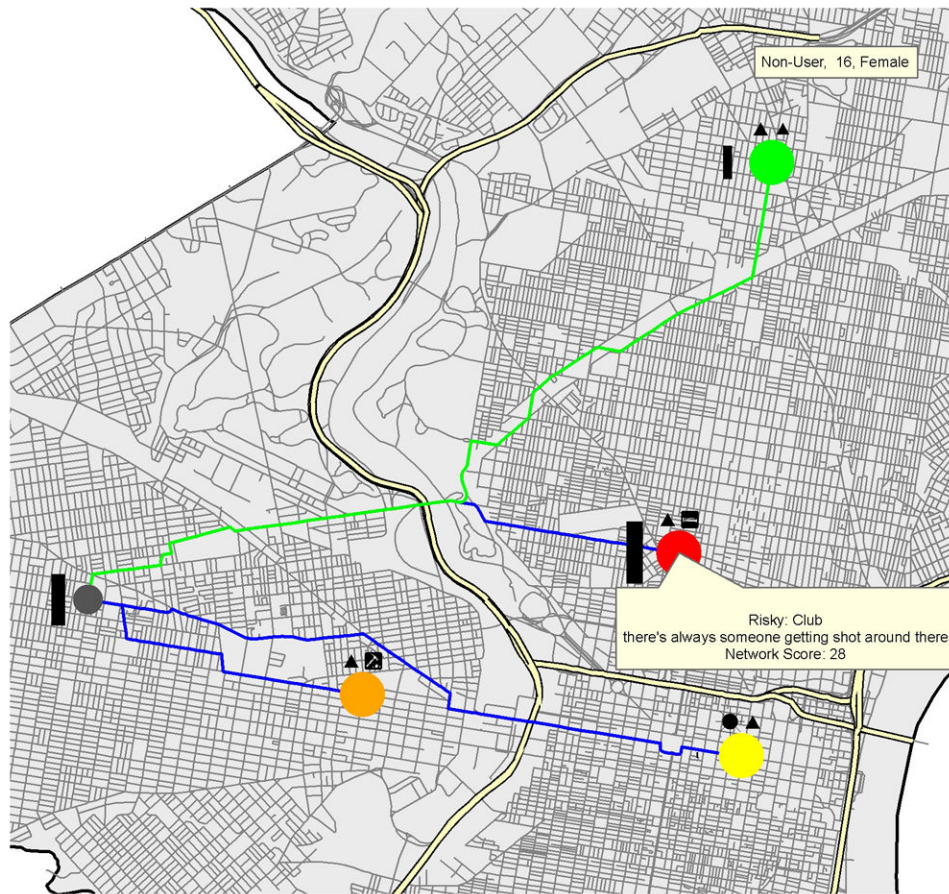 Non-User, 16, Female
Risky: Club
there's always someone getting shot around there
Network Score: 28